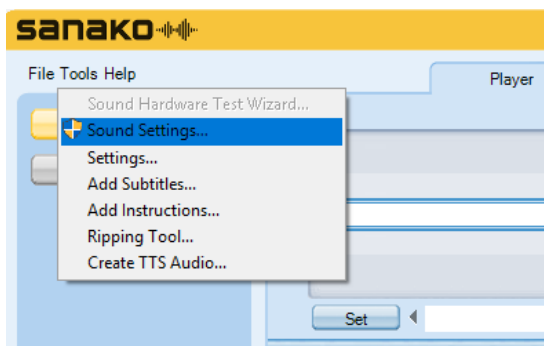 sanako
File Tools Help
Player
Sound Hardware Test Wizard...
Sound Settings...
Settings...
Add Subtitles...
Add Instructions...
Ripping Tool...
Create TTS Audio...
Set